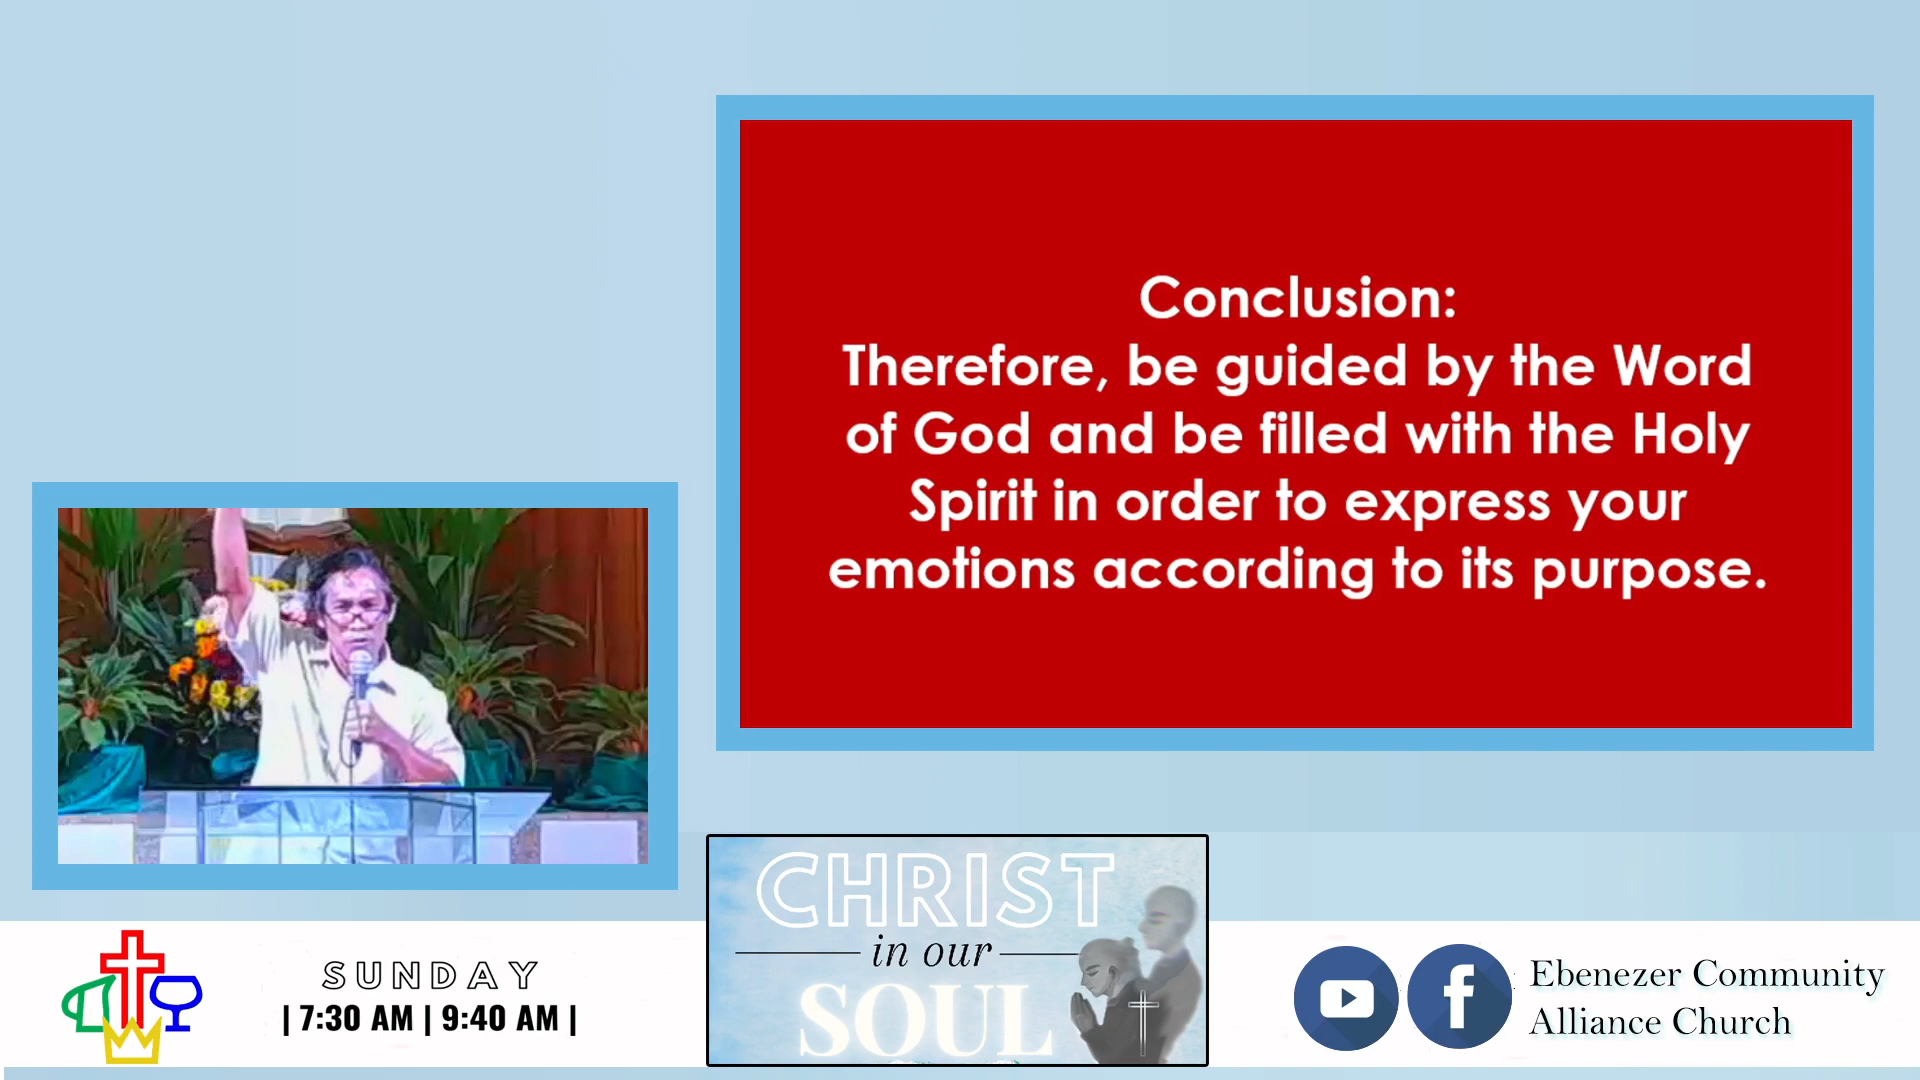 Conclusion:
Therefore, be guided by the Word
of God and be filled with the Holy
Spirit in order to express your
emotions according to its purpose.
SUNDAY
| 7:30 AM | 9:40 AM |
CHRIST
in our
SOUL
Ebenezer Community
Alliance Church